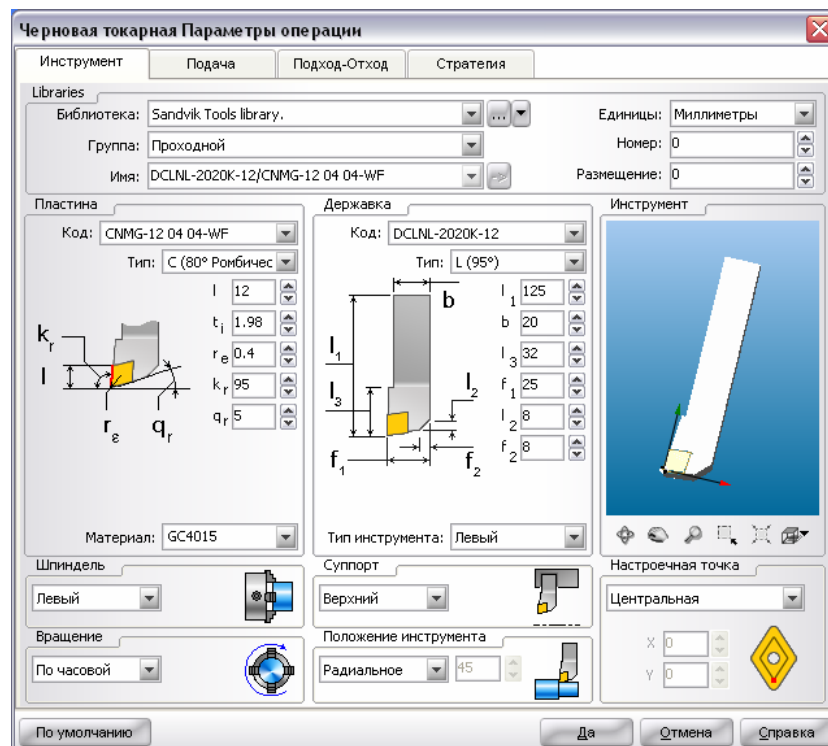 Черновая токарная Параметры операции
Инструмент Подача Подход-Отход Стратегия
Libraries
Библиотека: Sandvik Tools library. ... Единицы: Миллиметры
Группа: Проходной Номер: 0
Имя: DCLNL-2020K-12/CNMG-12 04 04-WF Размещение: 0
Пластина Державка Инструмент
Код: CNMG-12 04 04-WF Код: DCLNL-2020K-12
Тип: C (80° Ромбичес Тип: L (95°)
l 12 l1 125
ti 1.98 b 20
re 0.4 l3 32
kr 95 f1 25
qr 5 l2 8
f2 8
kr l rε qr
b l1 l3 l2 f1 f2
Материал: GC4015 Тип инструмента: Левый
Шпиндель Суппорт Настроечная точка
Левый Верхний Центральная
Вращение Положение инструмента X 0
По часовой Радиальное 45 Y 0
По умолчанию Да Отмена Справка